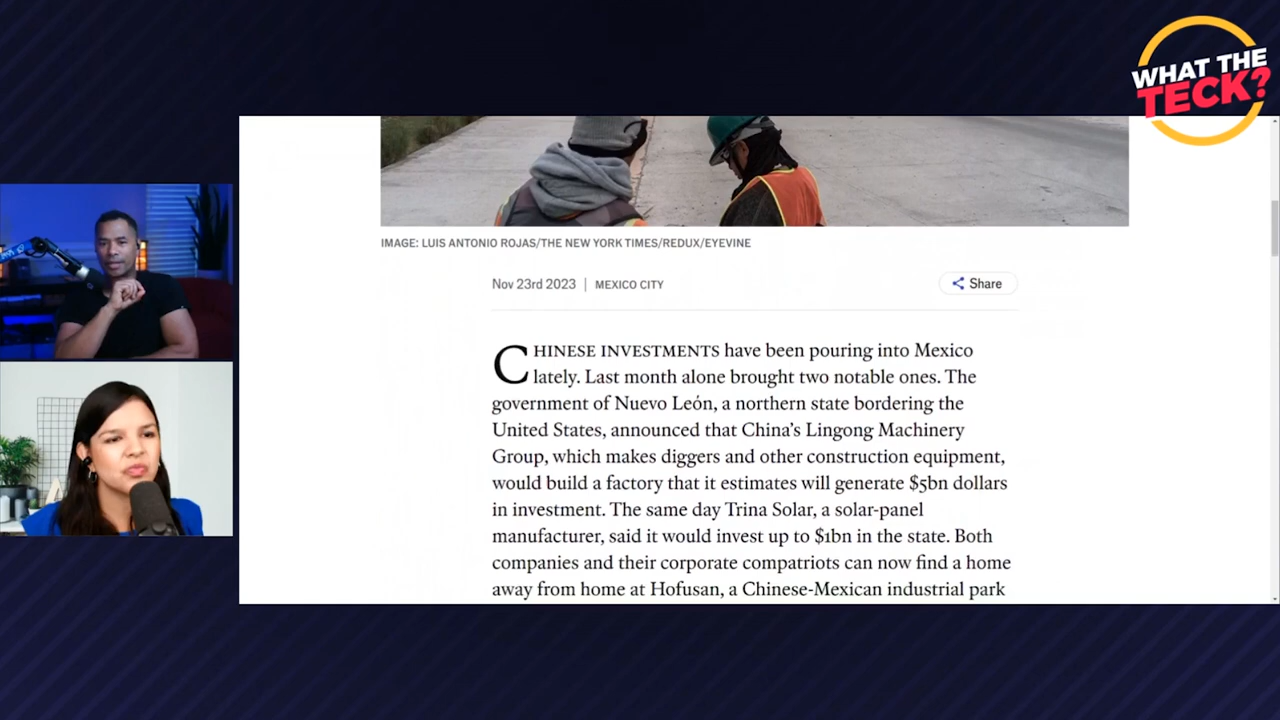 WHAT THE
TECK?
IMAGE: LUIS ANTONIO ROJAS/THE NEW YORK TIMES/REDUX/EYEVINE
Nov 23rd 2023 | MEXICO CITY
Share
CHINESE INVESTMENTS have been pouring into Mexico
lately. Last month alone brought two notable ones. The
government of Nuevo León, a northern state bordering the
United States, announced that China’s Lingong Machinery
Group, which makes diggers and other construction equipment,
would build a factory that it estimates will generate $5bn dollars
in investment. The same day Trina Solar, a solar-panel
manufacturer, said it would invest up to $1bn in the state. Both
companies and their corporate compatriots can now find a home
away from home at Hofusan, a Chinese-Mexican industrial park